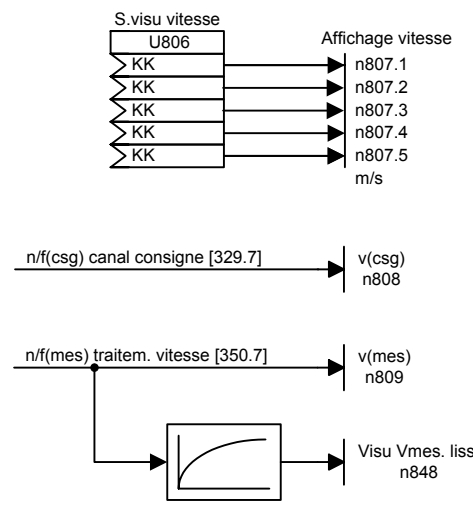 S.visu vitesse
U806
Affichage vitesse
KK n807.1
KK n807.2
KK n807.3
KK n807.4
KK n807.5
m/s
n/f(csg) canal consigne [329.7]
v(csg)
n808
n/f(mes) traitem. vitesse [350.7]
v(mes)
n809
Visu Vmes. liss
n848